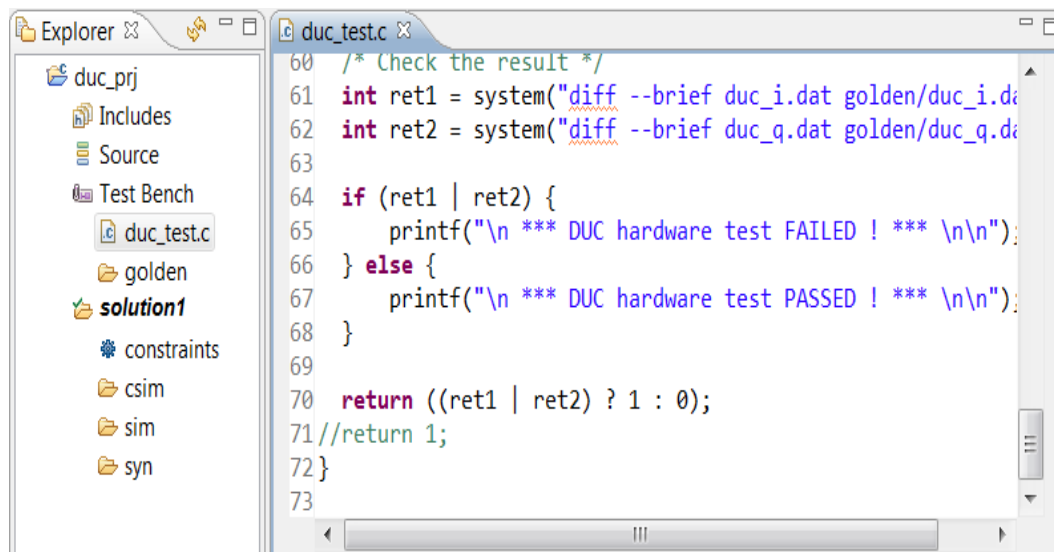 Explorer
duc_prj
Includes
Source
Test Bench
duc_test.c
golden
solution1
constraints
csim
sim
syn
duc_test.c
60 /* Check the result */
61 int ret1 = system("diff --brief duc_i.dat golden/duc_i.da
62 int ret2 = system("diff --brief duc_q.dat golden/duc_q.da
63
64 if (ret1 | ret2) {
65 printf("\n *** DUC hardware test FAILED ! *** \n\n");
66 } else {
67 printf("\n *** DUC hardware test PASSED ! *** \n\n");
68 }
69
70 return ((ret1 | ret2) ? 1 : 0);
71 //return 1;
72 }
73